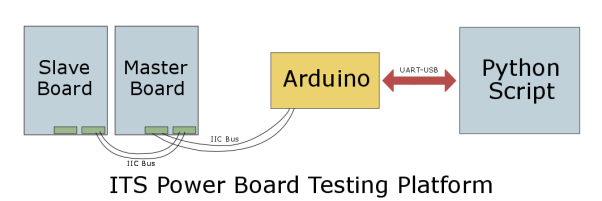 Slave
Board
Master
Board
Arduino
UART-USB
Python
Script
IIC Bus
IIC Bus
ITS Power Board Testing Platform